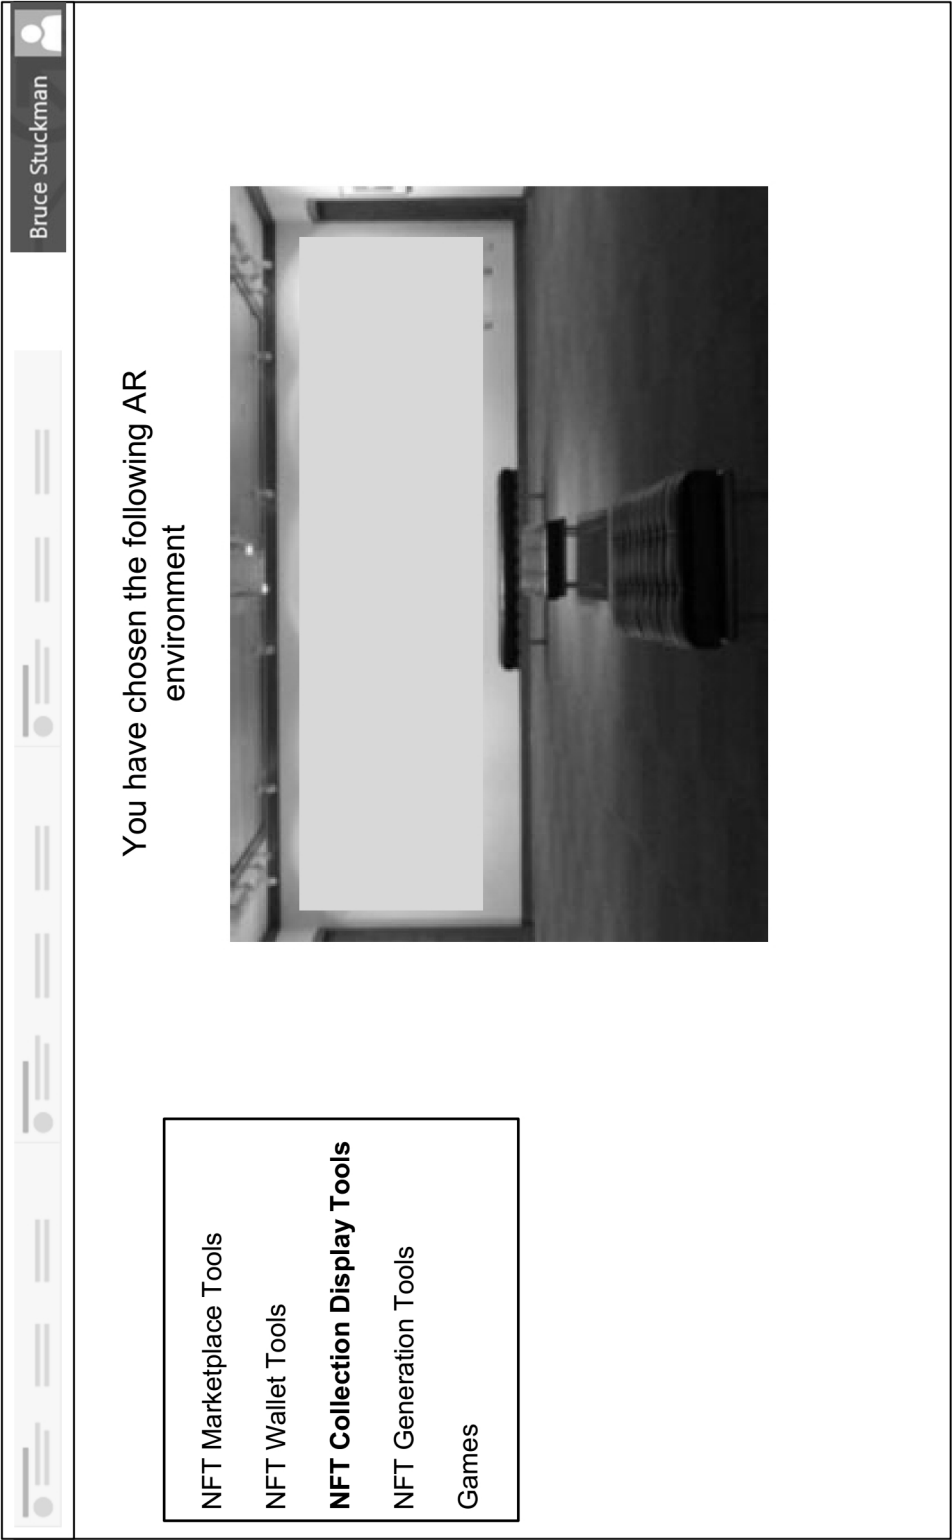 Bruce Stuckman
You have chosen the following AR
environment
NFT Marketplace Tools
NFT Wallet Tools
NFT Collection Display Tools
NFT Generation Tools
Games